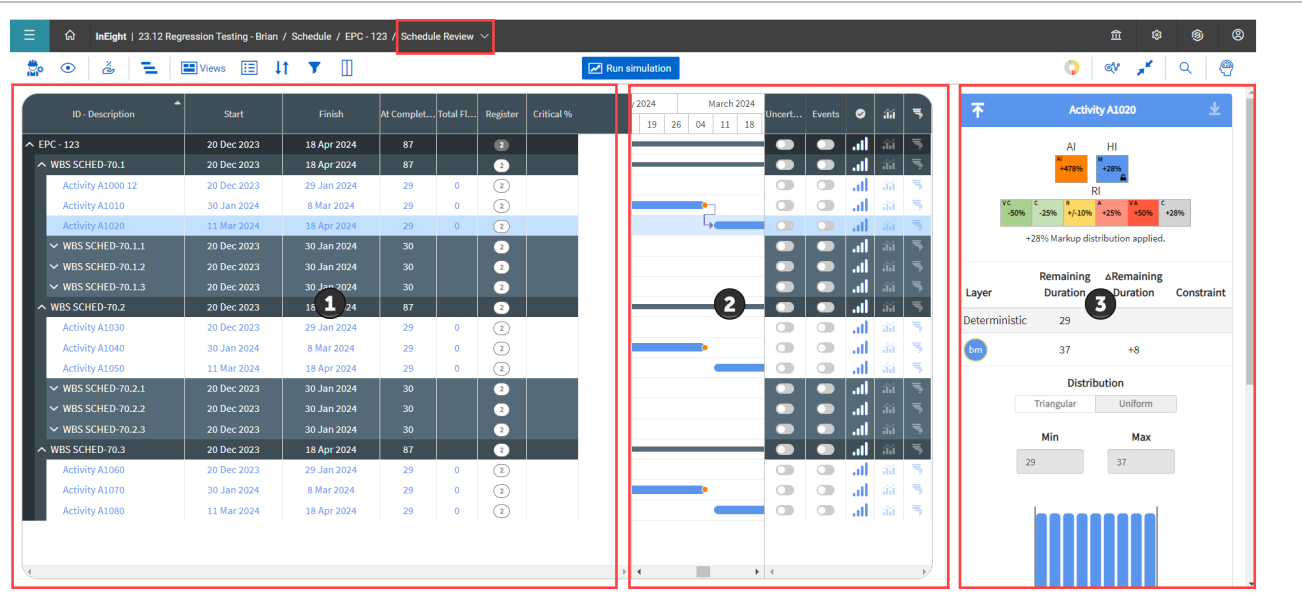 InEight | 23.12 Regression Testing - Brian / Schedule / EPC - 123 / Schedule Review
Views
Run simulation
ID - Description Start Finish At Complet... Total Fl... Register Critical %
2024 March 2024
19 26 04 11 18
Uncert... Events
EPC - 123 20 Dec 2023 18 Apr 2024 87 2
WBS SCHED-70.1 20 Dec 2023 18 Apr 2024 87 2
Activity A1000 12 20 Dec 2023 29 Jan 2024 29 0 2
Activity A1010 30 Jan 2024 8 Mar 2024 29 0 2
Activity A1020 11 Mar 2024 18 Apr 2024 29 0 2
WBS SCHED-70.1.1 20 Dec 2023 30 Jan 2024 30 2
WBS SCHED-70.1.2 20 Dec 2023 30 Jan 2024 30 2
WBS SCHED-70.1.3 20 Dec 2023 30 Jan 2024 30 2
WBS SCHED-70.2 20 Dec 2023 18 24 87 2
1
2
Activity A1030 20 Dec 2023 29 Jan 2024 29 0 2
Activity A1040 30 Jan 2024 8 Mar 2024 29 0 2
Activity A1050 11 Mar 2024 18 Apr 2024 29 0 2
WBS SCHED-70.2.1 20 Dec 2023 30 Jan 2024 30 2
WBS SCHED-70.2.2 20 Dec 2023 30 Jan 2024 30 2
WBS SCHED-70.2.3 20 Dec 2023 30 Jan 2024 30 2
WBS SCHED-70.3 20 Dec 2023 18 Apr 2024 87 2
Activity A1060 20 Dec 2023 29 Jan 2024 29 0 2
Activity A1070 30 Jan 2024 8 Mar 2024 29 0 2
Activity A1080 11 Mar 2024 18 Apr 2024 29 0 2
Activity A1020
AI HI
AI M
+478% +28%
RI
VC C R A VA C
-50% -25% +/-10% +25% +50% +28%
+28% Markup distribution applied.
Layer Remaining Duration ΔRemaining Duration Constraint
3
Deterministic 29
bm 37 +8
Distribution
Triangular Uniform
Min Max
29 37